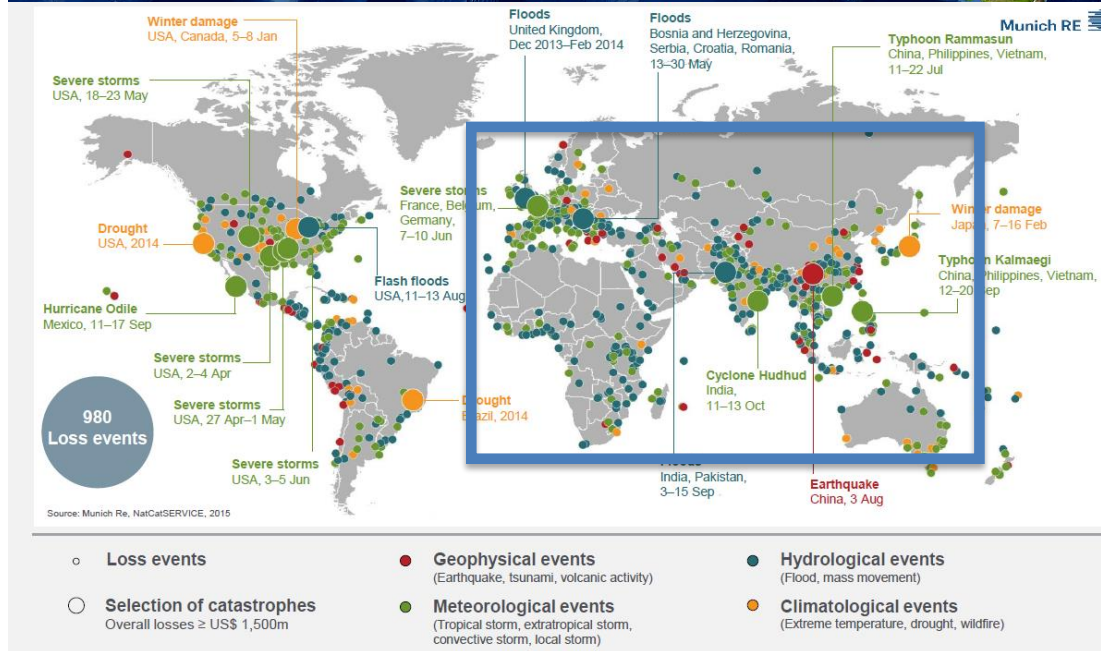 Munich RE
Winter damage
USA, Canada, 5–8 Jan
Floods
United Kingdom,
Dec 2013–Feb 2014
Floods
Bosnia and Herzegovina,
Serbia, Croatia, Romania,
13–30 May
Typhoon Rammasun
China, Philippines, Vietnam,
11–22 Jul
Severe storms
USA, 18–23 May
Severe storms
France, Belgium,
Germany,
7–10 Jun
Winter damage
Japan, 7–16 Feb
Drought
USA, 2014
Typhoon Kalmaegi
China, Philippines, Vietnam,
12–20 Sep
Flash floods
USA,11–13 Aug
Hurricane Odile
Mexico, 11–17 Sep
Severe storms
USA, 2–4 Apr
Cyclone Hudhud
India,
11–13 Oct
Drought
Brazil, 2014
Severe storms
USA, 27 Apr–1 May
980
Loss events
Severe storms
USA, 3–5 Jun
Floods
India, Pakistan,
3–15 Sep
Earthquake
China, 3 Aug
Source: Munich Re, NatCatSERVICE, 2015
Loss events
Selection of catastrophes
Overall losses ≥ US$ 1,500m
Geophysical events
(Earthquake, tsunami, volcanic activity)
Meteorological events
(Tropical storm, extratropical storm,
convective storm, local storm)
Hydrological events
(Flood, mass movement)
Climatological events
(Extreme temperature, drought, wildfire)